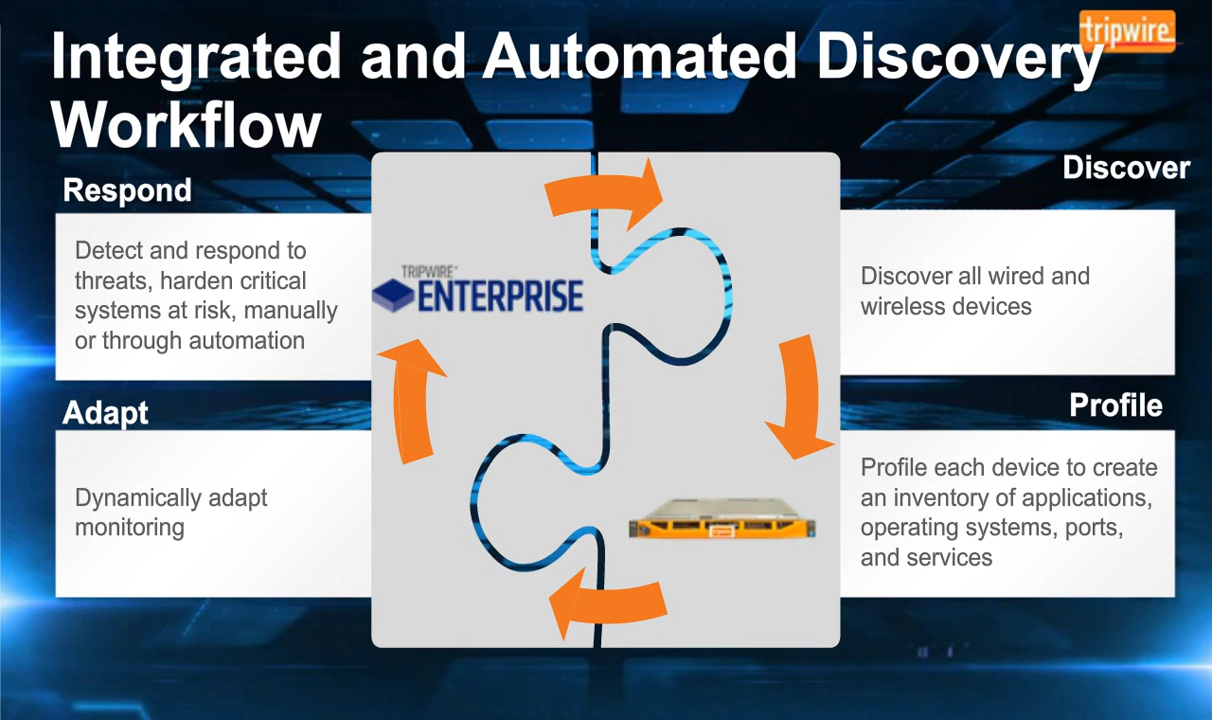 tripwire
Integrated and Automated Discovery
Workflow
Respond
Detect and respond to
threats, harden critical
systems at risk, manually
or through automation
Discover
Discover all wired and
wireless devices
TRIPWIRE™
ENTERPRISE
Adapt
Dynamically adapt
monitoring
Profile
Profile each device to create
an inventory of applications,
operating systems, ports,
and services